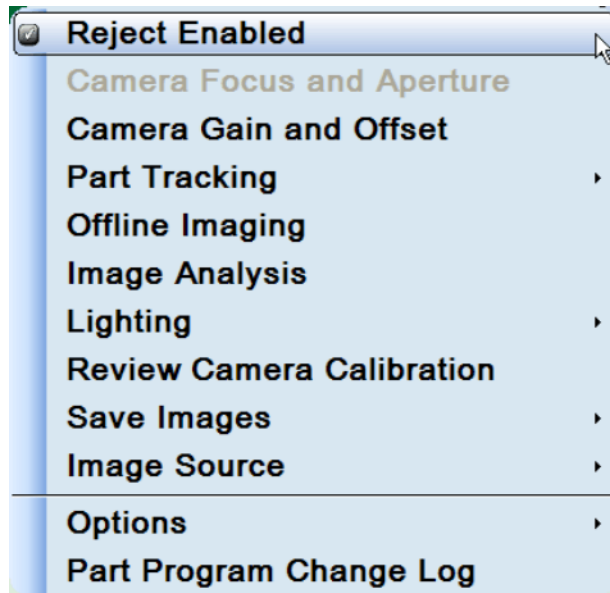 Reject Enabled
Camera Focus and Aperture
Camera Gain and Offset
Part Tracking
Offline Imaging
Image Analysis
Lighting
Review Camera Calibration
Save Images
Image Source
Options
Part Program Change Log